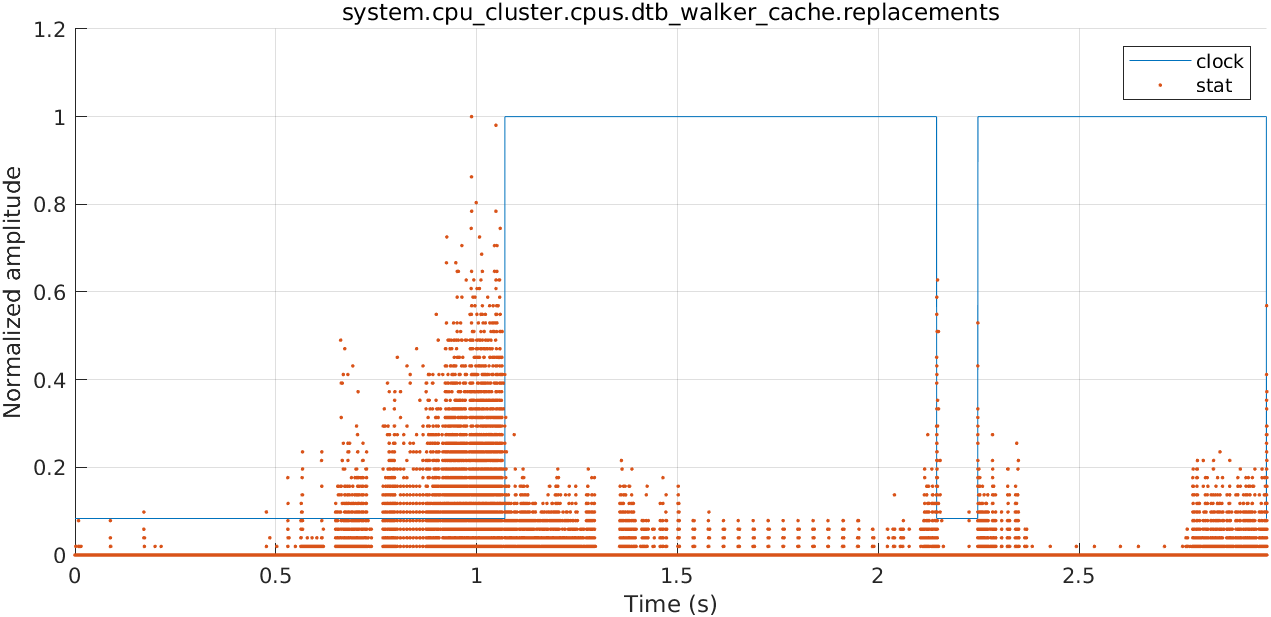 system.cpu_cluster.cpus.dtb_walker_cache.replacements
1.2
1
0.8
0.6
0.4
0.2
0
Normalized amplitude
clock
stat
0 0.5 1 1.5 2 2.5
Time (s)